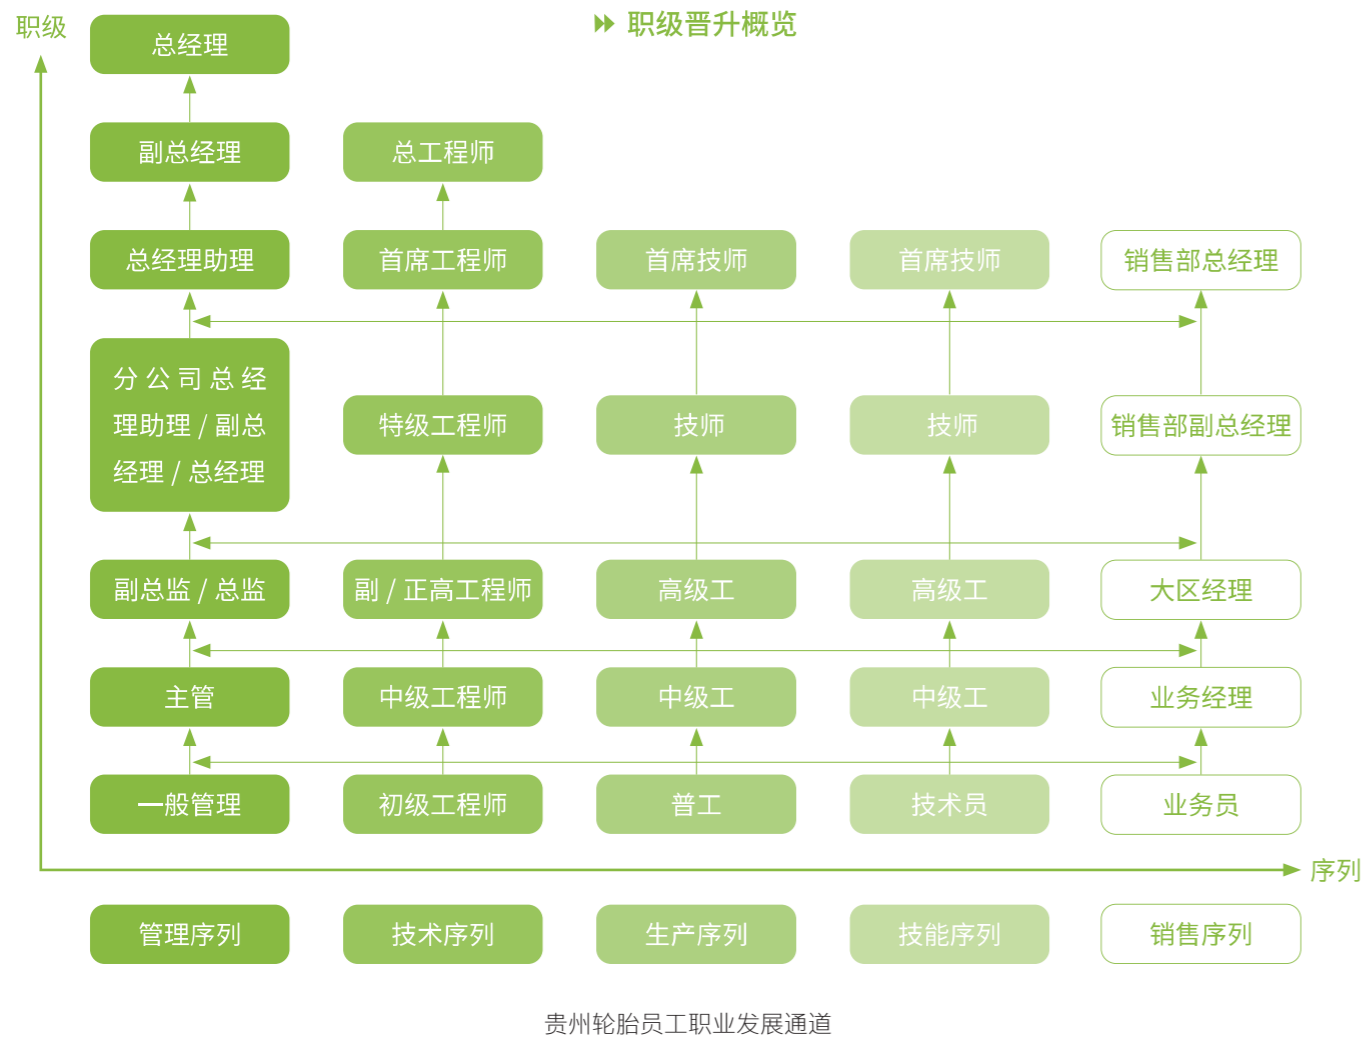 职级
职级晋升概览
总经理
副总经理
总工程师
总经理助理
首席工程师
首席技师
首席技师
销售部总经理
分公司总经
理助理 / 副总
经理 / 总经理
特级工程师
技师
技师
销售部副总经理
副总监 / 总监
副 / 正高工程师
高级工
高级工
大区经理
主管
中级工程师
中级工
中级工
业务经理
一般管理
初级工程师
普工
技术员
业务员
序列
管理序列
技术序列
生产序列
技能序列
销售序列
贵州轮胎员工职业发展通道